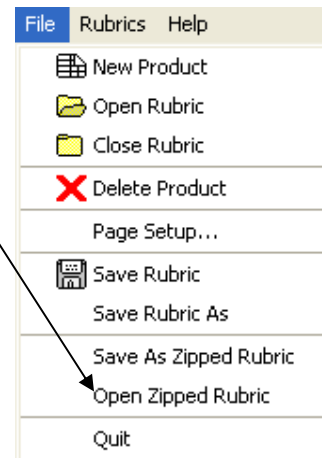 File Rubrics Help
New Product
Open Rubric
Close Rubric
Delete Product
Page Setup...
Save Rubric
Save Rubric As
Save As Zipped Rubric
Open Zipped Rubric
Quit